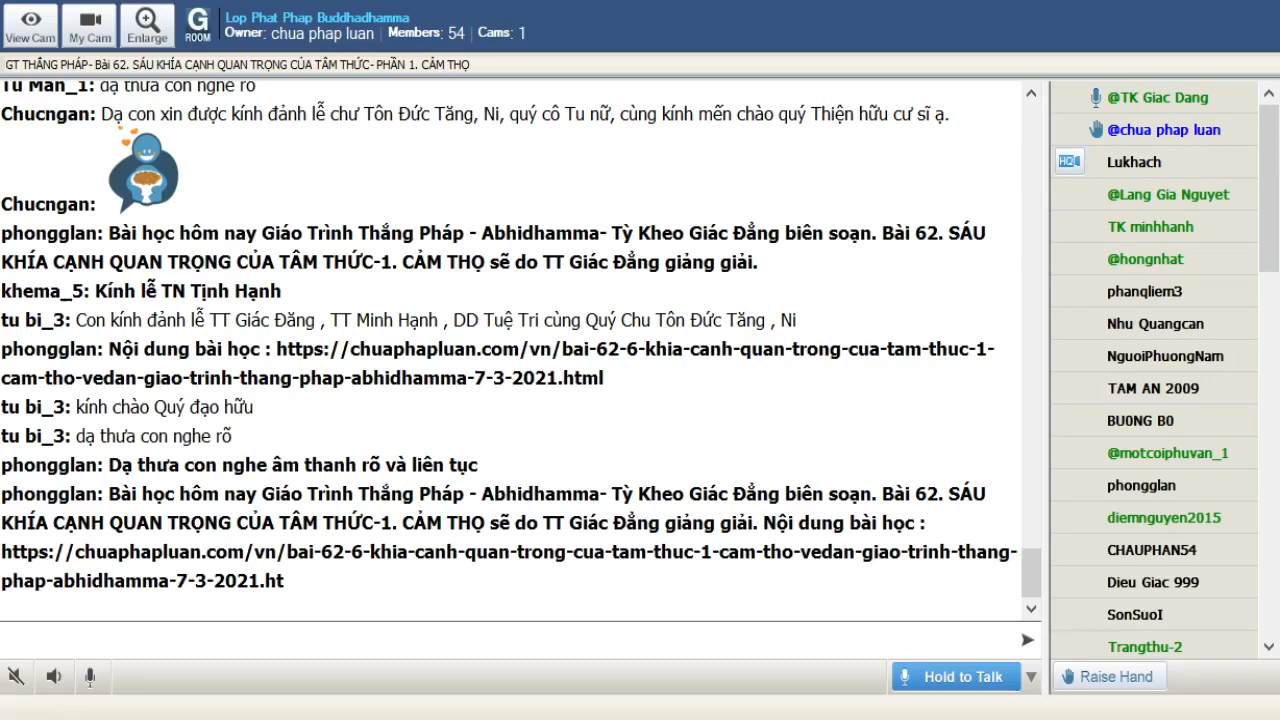 View Cam
My Cam
Enlarge
G
ROOM
Lop Phat Phap Buddhadhamma
Owner: chua phap luan | Members: 54 | Cams: 1
GT THẮNG PHÁP- Bài 62. SÁU KHÍA CẠNH QUAN TRỌNG CỦA TÂM THỨC- PHẦN 1. CẢM THỌ
Tu Man_1: dạ thưa con nghe rõ
Chucngan: Dạ con xin được kính đảnh lễ chư Tôn Đức Tăng, Ni, quý cô Tu nữ, cùng kính mến chào quý Thiện hữu cư sĩ ạ.
Chucngan:
phongglan: Bài học hôm nay Giáo Trình Thắng Pháp - Abhidhamma- Tỳ Kheo Giác Đẳng biên soạn. Bài 62. SÁU
KHÍA CẠNH QUAN TRỌNG CỦA TÂM THỨC-1. CẢM THỌ sẽ do TT Giác Đẳng giảng giải.
khema_5: Kính lễ TN Tịnh Hạnh
tu bi_3: Con kính đảnh lễ TT Giác Đăng , TT Minh Hạnh , DD Tuệ Tri cùng Quý Chu Tôn Đức Tăng , Ni
phongglan: Nội dung bài học : https://chuaphapluan.com/vn/bai-62-6-khia-canh-quan-trong-cua-tam-thuc-1-
cam-tho-vedan-giao-trinh-thang-phap-abhidhamma-7-3-2021.html
tu bi_3: kính chào Quý đạo hữu
tu bi_3: dạ thưa con nghe rõ
phongglan: Dạ thưa con nghe âm thanh rõ và liên tục
phongglan: Bài học hôm nay Giáo Trình Thắng Pháp - Abhidhamma- Tỳ Kheo Giác Đẳng biên soạn. Bài 62. SÁU
KHÍA CẠNH QUAN TRỌNG CỦA TÂM THỨC-1. CẢM THỌ sẽ do TT Giác Đẳng giảng giải. Nội dung bài học :
https://chuaphapluan.com/vn/bai-62-6-khia-canh-quan-trong-cua-tam-thuc-1-cam-tho-vedan-giao-trinh-thang-
phap-abhidhamma-7-3-2021.ht
@TK Giac Dang
@chua phap luan
HQ
Lukhach
@Lang Gia Nguyet
TK minhhanh
@hongnhat
phanqliem3
Nhu Quangcan
NguoiPhuongNam
TAM AN 2009
BU0NG B0
@motcoiphuvan_1
phongglan
diemnguyen2015
CHAUPHAN54
Dieu Giac 999
SonSuoI
Trangthu-2
Hold to Talk
Raise Hand